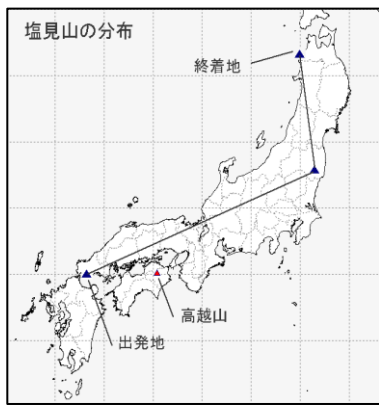 塩見山の分布
終着地
高越山
出発地